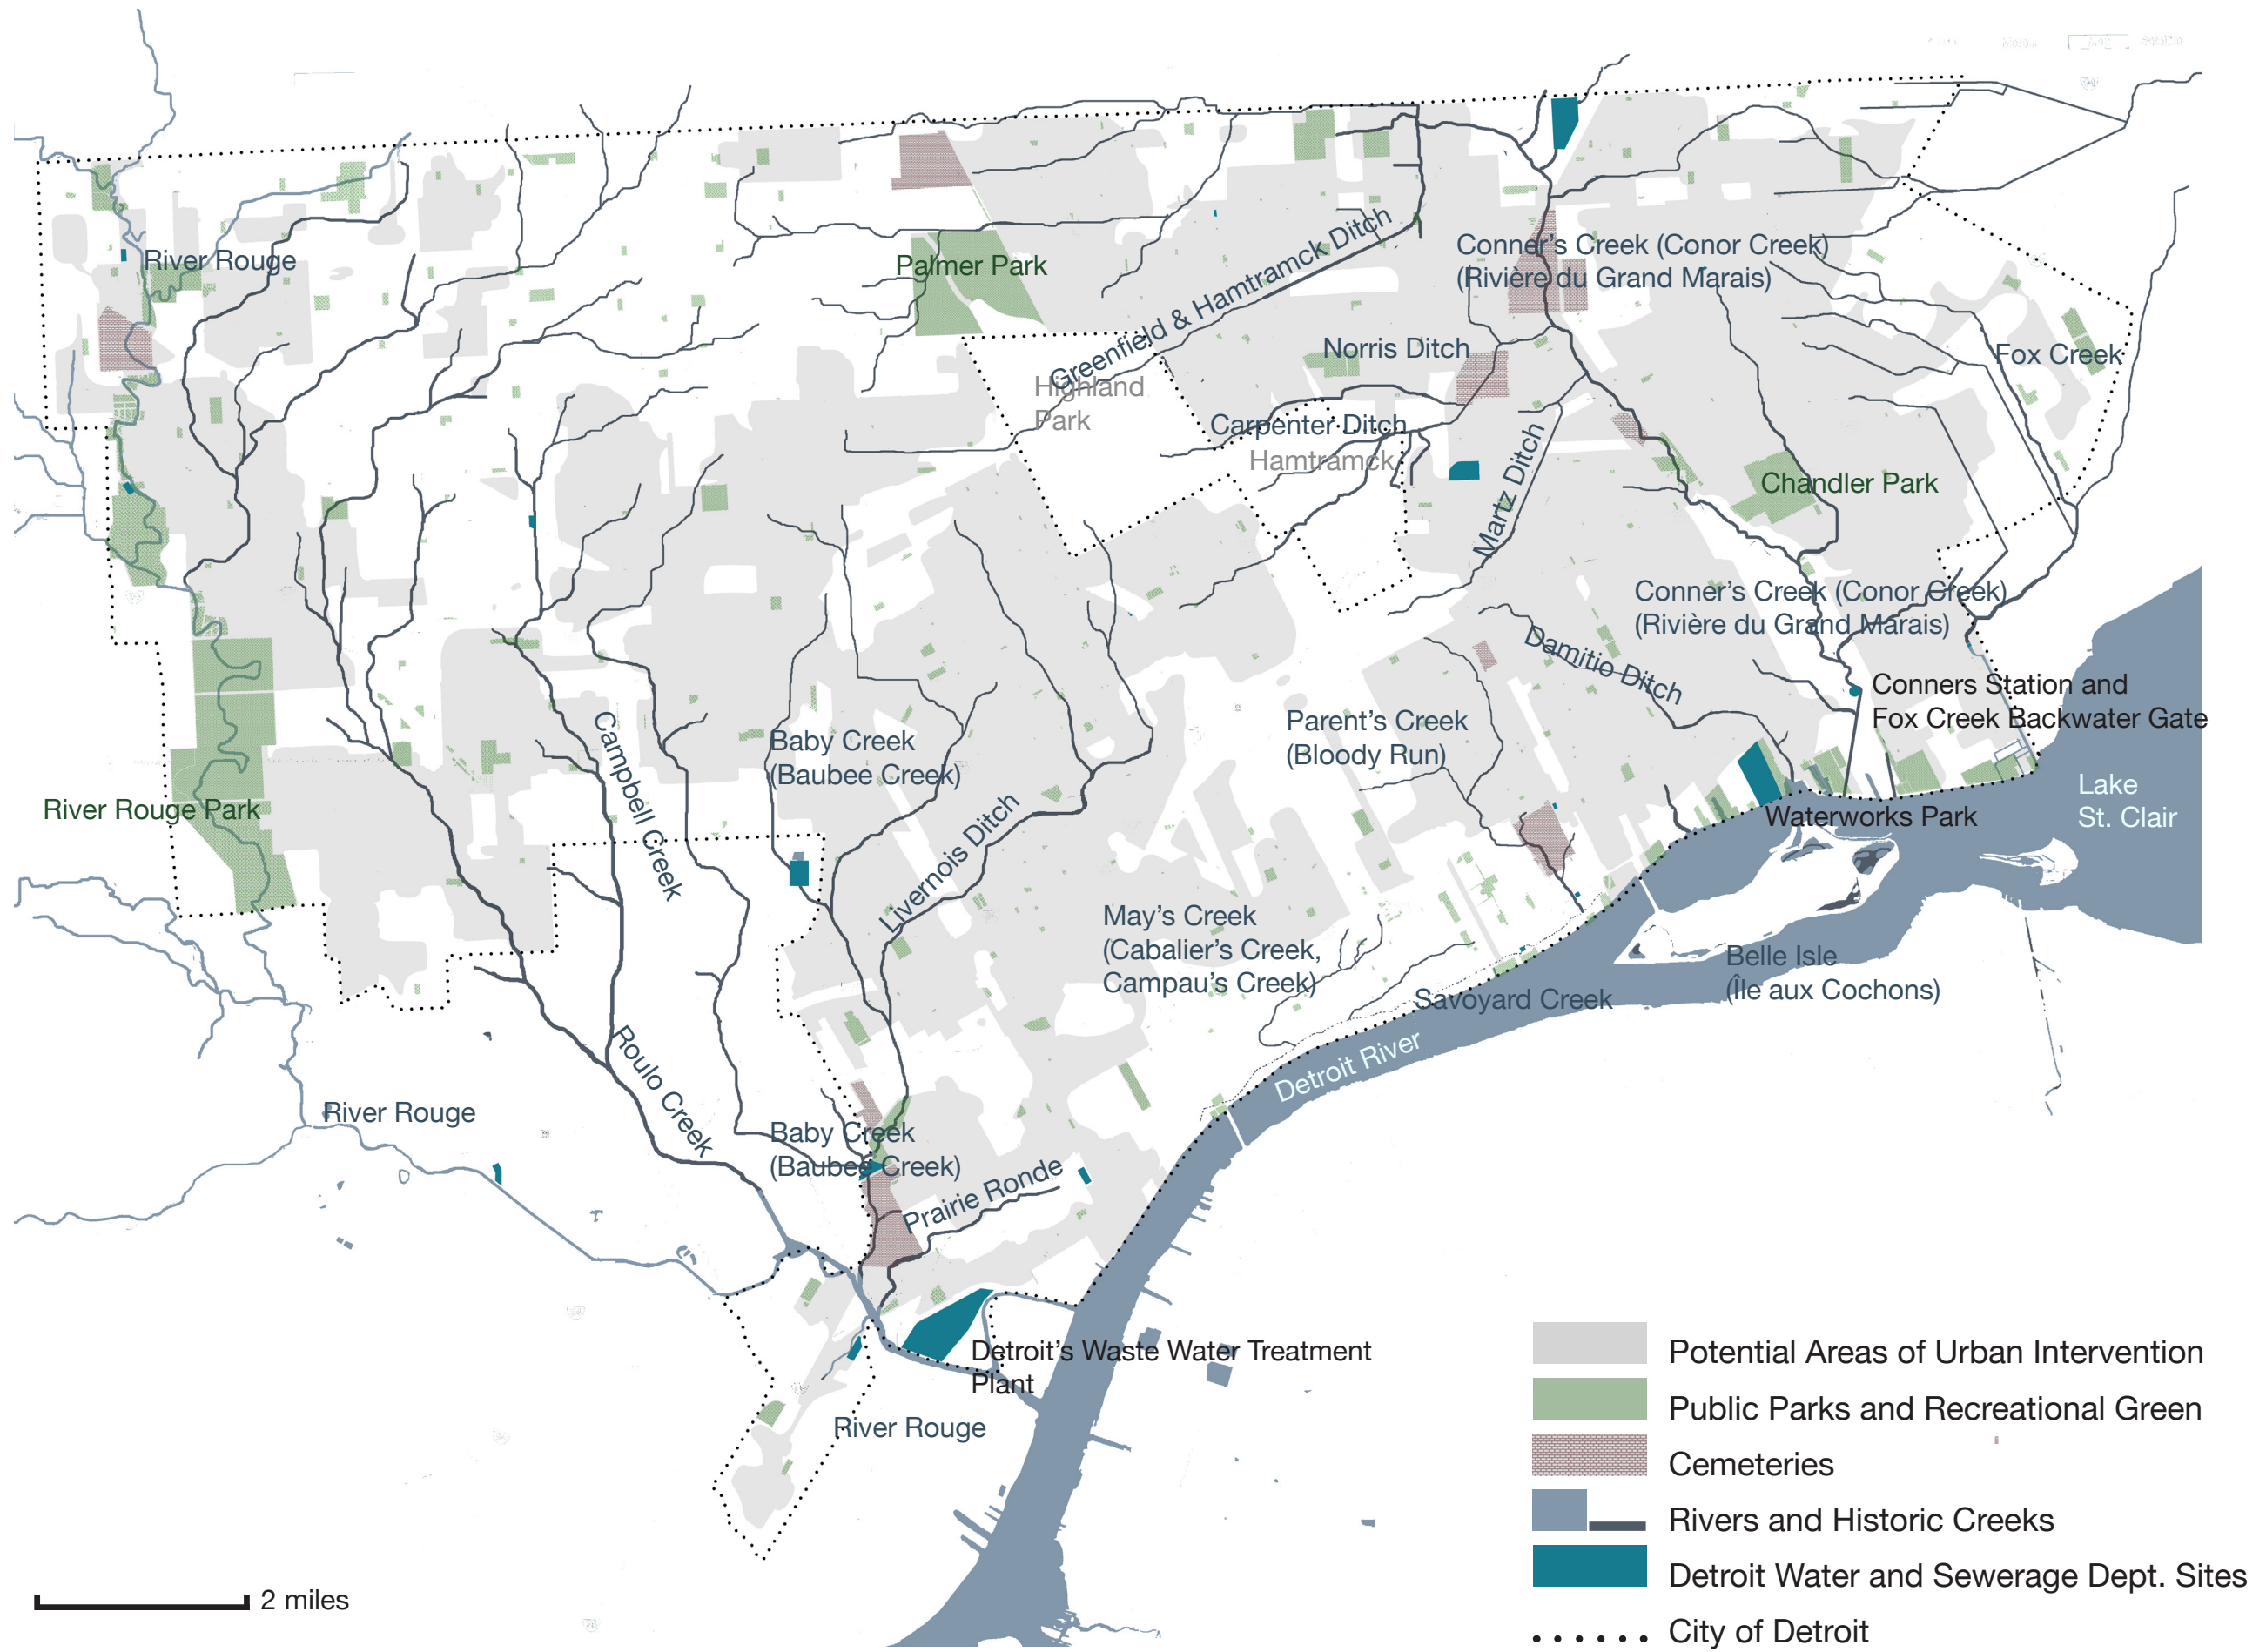 River Rouge
Palmer Park
Greenfield & Hamtramck Ditch
Conner's Creek (Conor Creek)
(Rivière du Grand Marais)
Norris Ditch
Fox Creek
Highland
Park
Carpenter Ditch
Hamtramck
Martz Ditch
Chandler Park
Conner's Creek (Conor Creek)
(Rivière du Grand Marais)
Damitio Ditch
Conners Station and
Fox Creek Backwater Gate
Parent's Creek
(Bloody Run)
Campbell Creek
Baby Creek
(Baubee Creek)
River Rouge Park
Livernois Ditch
Waterworks Park
Lake
St. Clair
May's Creek
(Cabalier's Creek,
Campau's Creek)
Belle Isle
(Île aux Cochons)
Savoyard Creek
Detroit River
Roulo Creek
River Rouge
Baby Creek
(Baubee Creek)
Prairie Ronde
Detroit's Waste Water Treatment
Plant
River Rouge
Potential Areas of Urban Intervention
Public Parks and Recreational Green
Cemeteries
Rivers and Historic Creeks
Detroit Water and Sewerage Dept. Sites
City of Detroit
2 miles